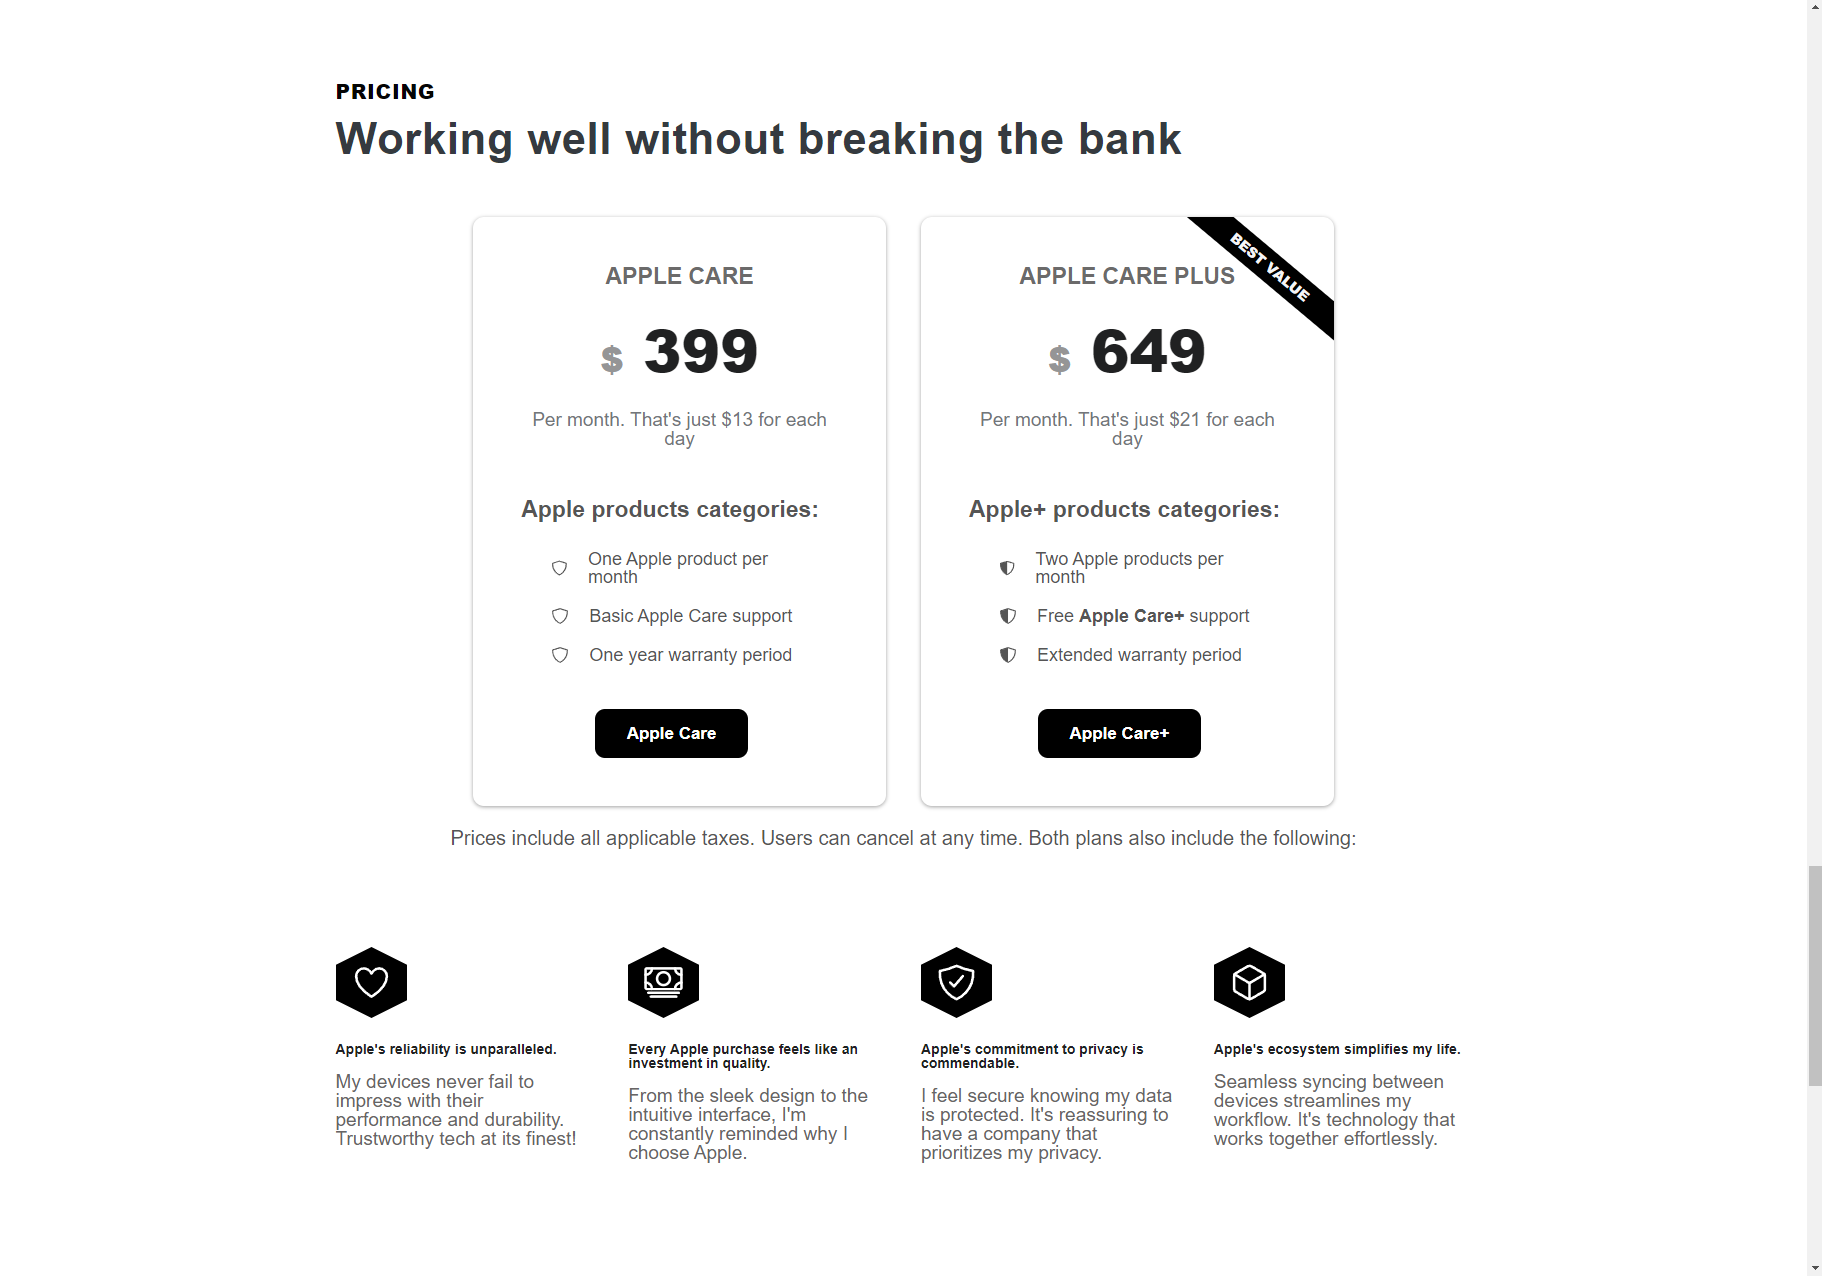 PRICING
Working well without breaking the bank
APPLE CARE
$ 399
Per month. That's just $13 for each
day
Apple products categories:
One Apple product per
month
Basic Apple Care support
One year warranty period
Apple Care
BEST VALUE
APPLE CARE PLUS
$ 649
Per month. That's just $21 for each
day
Apple+ products categories:
Two Apple products per
month
Free Apple Care+ support
Extended warranty period
Apple Care+
Prices include all applicable taxes. Users can cancel at any time. Both plans also include the following:
Apple's reliability is unparalleled.
My devices never fail to
impress with their
performance and durability.
Trustworthy tech at its finest!
Every Apple purchase feels like an
investment in quality.
From the sleek design to the
intuitive interface, I'm
constantly reminded why I
choose Apple.
Apple's commitment to privacy is
commendable.
I feel secure knowing my data
is protected. It's reassuring to
have a company that
prioritizes my privacy.
Apple's ecosystem simplifies my life.
Seamless syncing between
devices streamlines my
workflow. It's technology that
works together effortlessly.